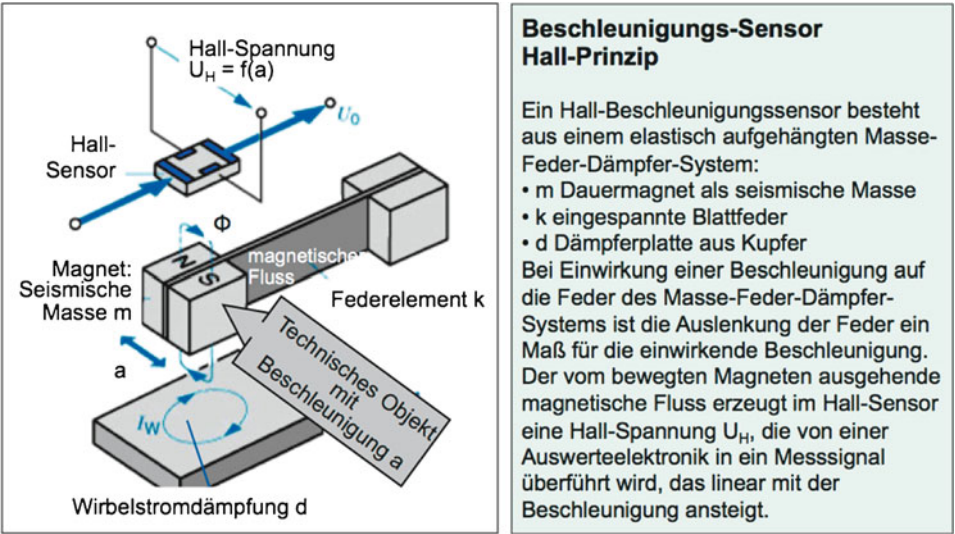 Hall-Spannung
U_H = f(a)
U₀
Hall-
Sensor
Φ
N
S
magnetischer
Fluss
Magnet:
Seismische
Masse m
Federelement k
a
Technisches Objekt
mit
Beschleunigung a
I_W
Wirbelstromdämpfung d
Beschleunigungs-Sensor
Hall-Prinzip
Ein Hall-Beschleunigungssensor besteht
aus einem elastisch aufgehängten Masse-
Feder-Dämpfer-System:
• m Dauermagnet als seismische Masse
• k eingespannte Blattfeder
• d Dämpferplatte aus Kupfer
Bei Einwirkung einer Beschleunigung auf
die Feder des Masse-Feder-Dämpfer-
Systems ist die Auslenkung der Feder ein
Maß für die einwirkende Beschleunigung.
Der vom bewegten Magneten ausgehende
magnetische Fluss erzeugt im Hall-Sensor
eine Hall-Spannung U_H, die von einer
Auswerteelektronik in ein Messsignal
überführt wird, das linear mit der
Beschleunigung ansteigt.